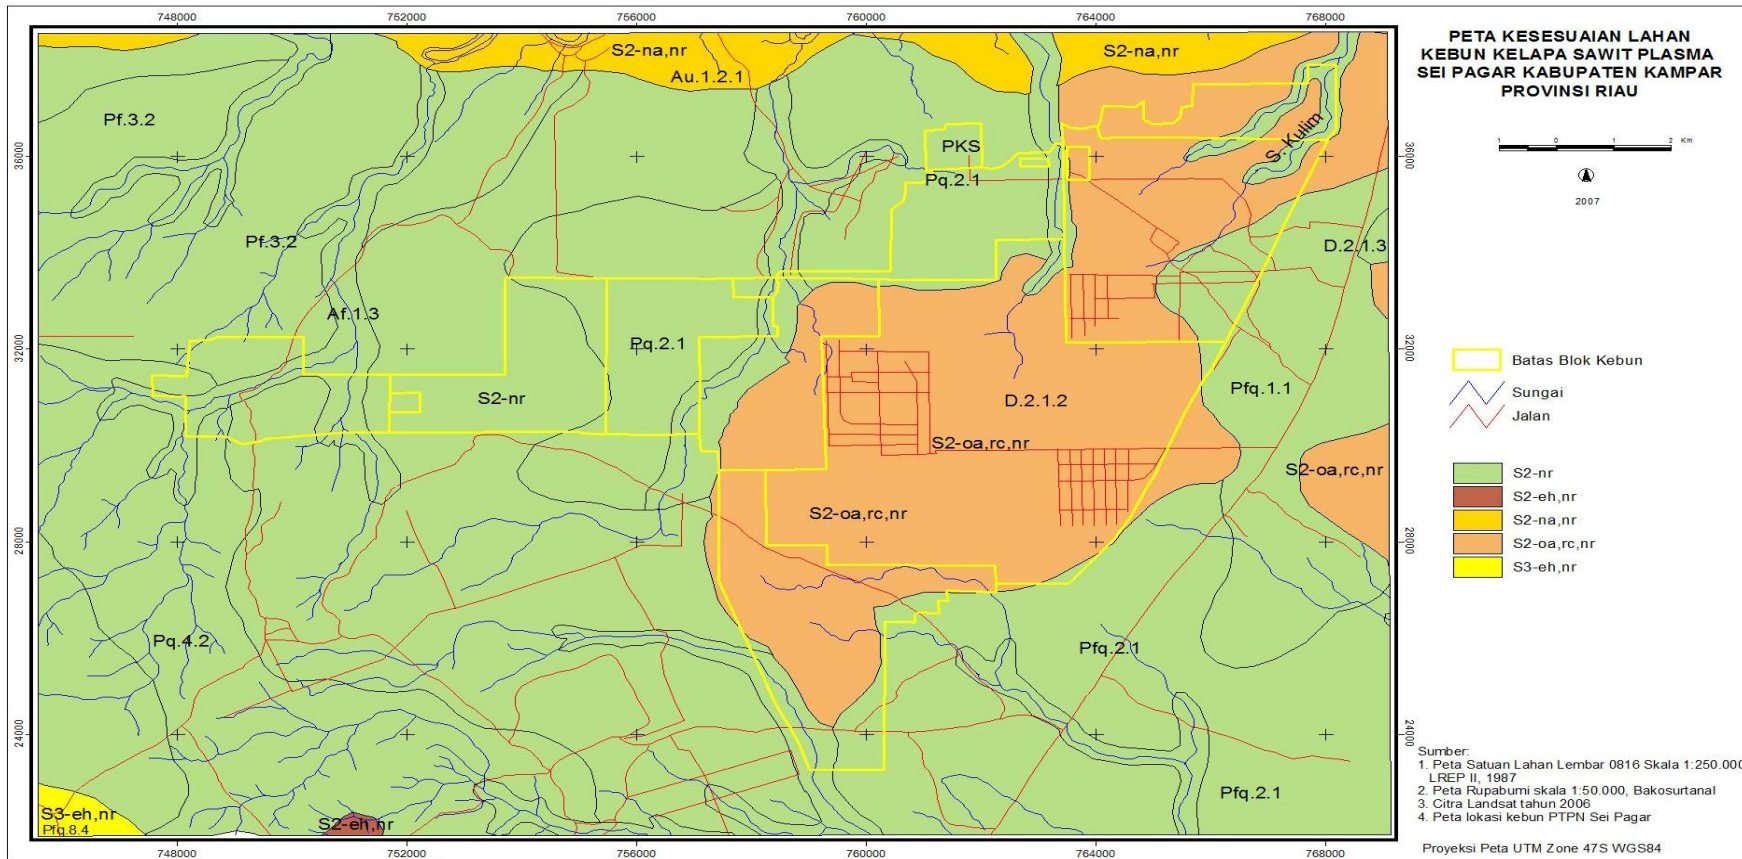 748000 752000 756000 760000 764000 768000
PETA KESESUAIAN LAHAN
KEBUN KELAPA SAWIT PLASMA
SEI PAGAR KABUPATEN KAMPAR
PROVINSI RIAU
1 0 1 2 Km
2007
Batas Blok Kebun
Sungai
Jalan
S2-nr
S2-eh,nr
S2-na,nr
S2-oa,rc,nr
S3-eh,nr
Sumber:
1. Peta Satuan Lahan Lembar 0816 Skala 1:250.000
LREP II, 1987
2. Peta Rupabumi skala 1:50.000, Bakosurtanal
3. Citra Landsat tahun 2006
4. Peta lokasi kebun PTPN Sei Pagar
Proyeksi Peta UTM Zone 47S WGS84
S2-na,nr
S2-na,nr
Au.1.2.1
Pf.3.2
S. Kulim
PKS
Pq.2.1
Pf.3.2
D.2.1.3
Af.1.3
Pq.2.1
Pfq.1.1
S2-nr
D.2.1.2
S2-oa,rc,nr
S2-oa,rc,nr
S2-oa,rc,nr
Pq.4.2
Pfq.2.1
Pfq.2.1
S3-eh,nr
Pfq.8.4
S2-eh,nr
36000
32000
28000
24000
36000
32000
28000
24000
748000 752000 756000 760000 764000 768000